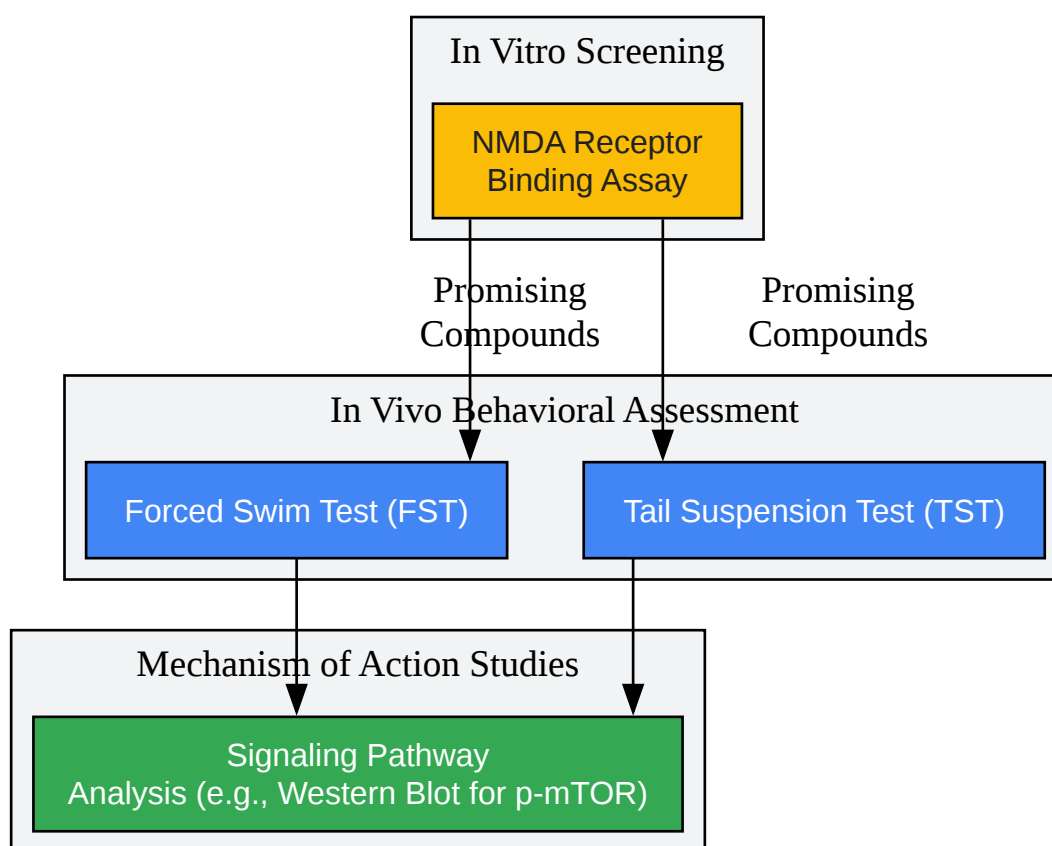 In Vitro Screening
NMDA Receptor
Binding Assay
Promising
Compounds
Promising
Compounds
In Vivo Behavioral Assessment
Forced Swim Test (FST)
Tail Suspension Test (TST)
Mechanism of Action Studies
Signaling Pathway
Analysis (e.g., Western Blot for p-mTOR)